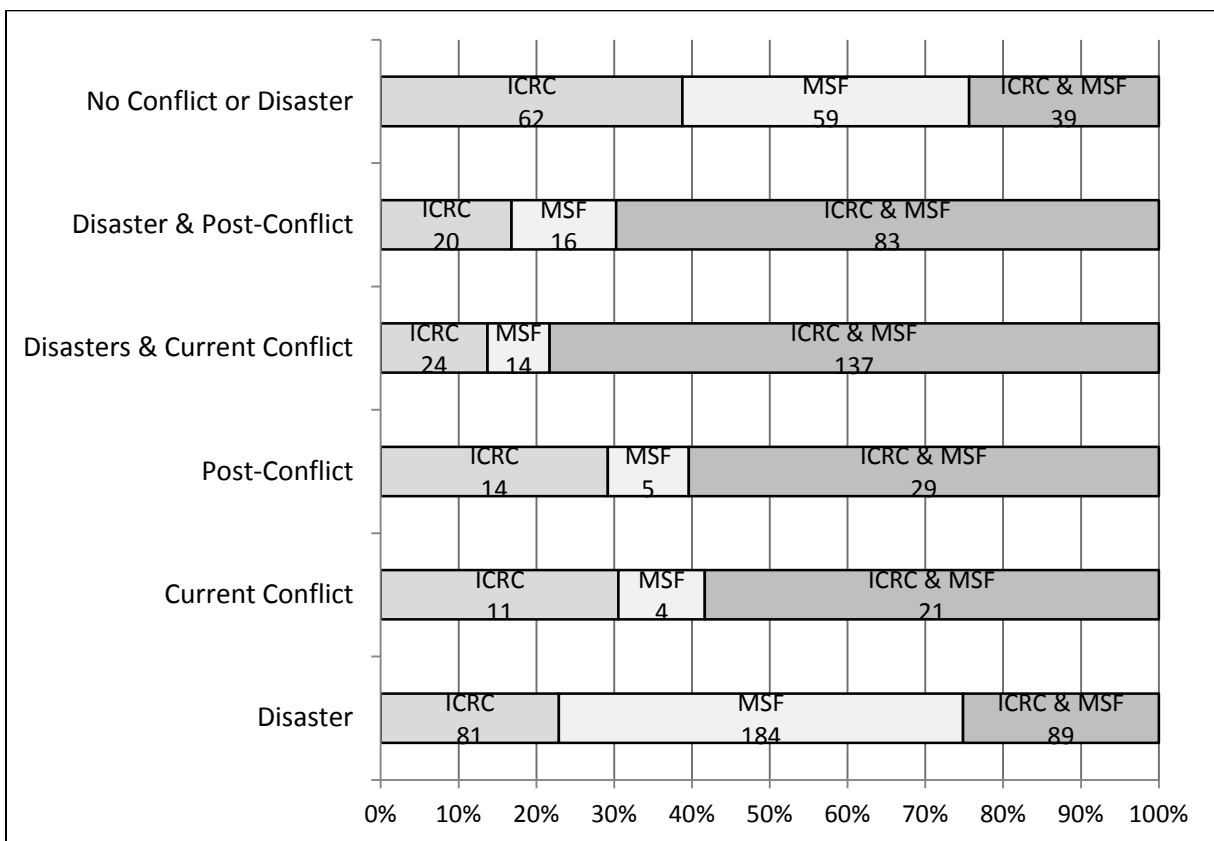 No Conflict or Disaster
ICRC
62
MSF
59
ICRC & MSF
39
Disaster & Post-Conflict
ICRC
20
MSF
16
ICRC & MSF
83
Disasters & Current Conflict
ICRC
24
MSF
14
ICRC & MSF
137
Post-Conflict
ICRC
14
MSF
5
ICRC & MSF
29
Current Conflict
ICRC
11
MSF
4
ICRC & MSF
21
Disaster
ICRC
81
MSF
184
ICRC & MSF
89
0% 10% 20% 30% 40% 50% 60% 70% 80% 90% 100%